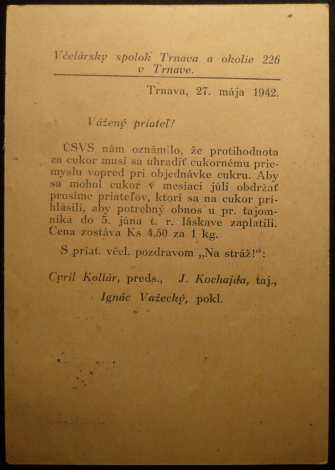 Včelársky spolok Trnava a okolie 226
v Trnave.
Trnava, 27. mája 1942.
Vážený priateľ!
ÚSVS nám oznámilo, že protihodnota
za cukor musí sa uhradiť cukornému prie-
myslu vopred pri objednávke cukru. Aby
sa mohol cukor v mesiaci júli obdržať
prosíme priateľov, ktorí sa na cukor pri-
hlásili, aby potrebný obnos u pr. tajom-
níka do 5. júna t. r. láskave zaplatili.
Cena zostáva Ks 4.50 za 1 kg.
S priat. včel. pozdravom „Na stráž!“:
Cyril Kollár, preds., J. Kochajda, taj.,
Ignác Važecký, pokl.